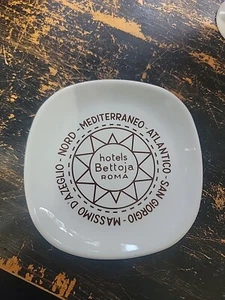 NORD - MEDITERRANEO - ATLANTICO - SAN GIORGIO - MASSIMO D'AZEGLIO -
hotels
Bettoja
ROMA